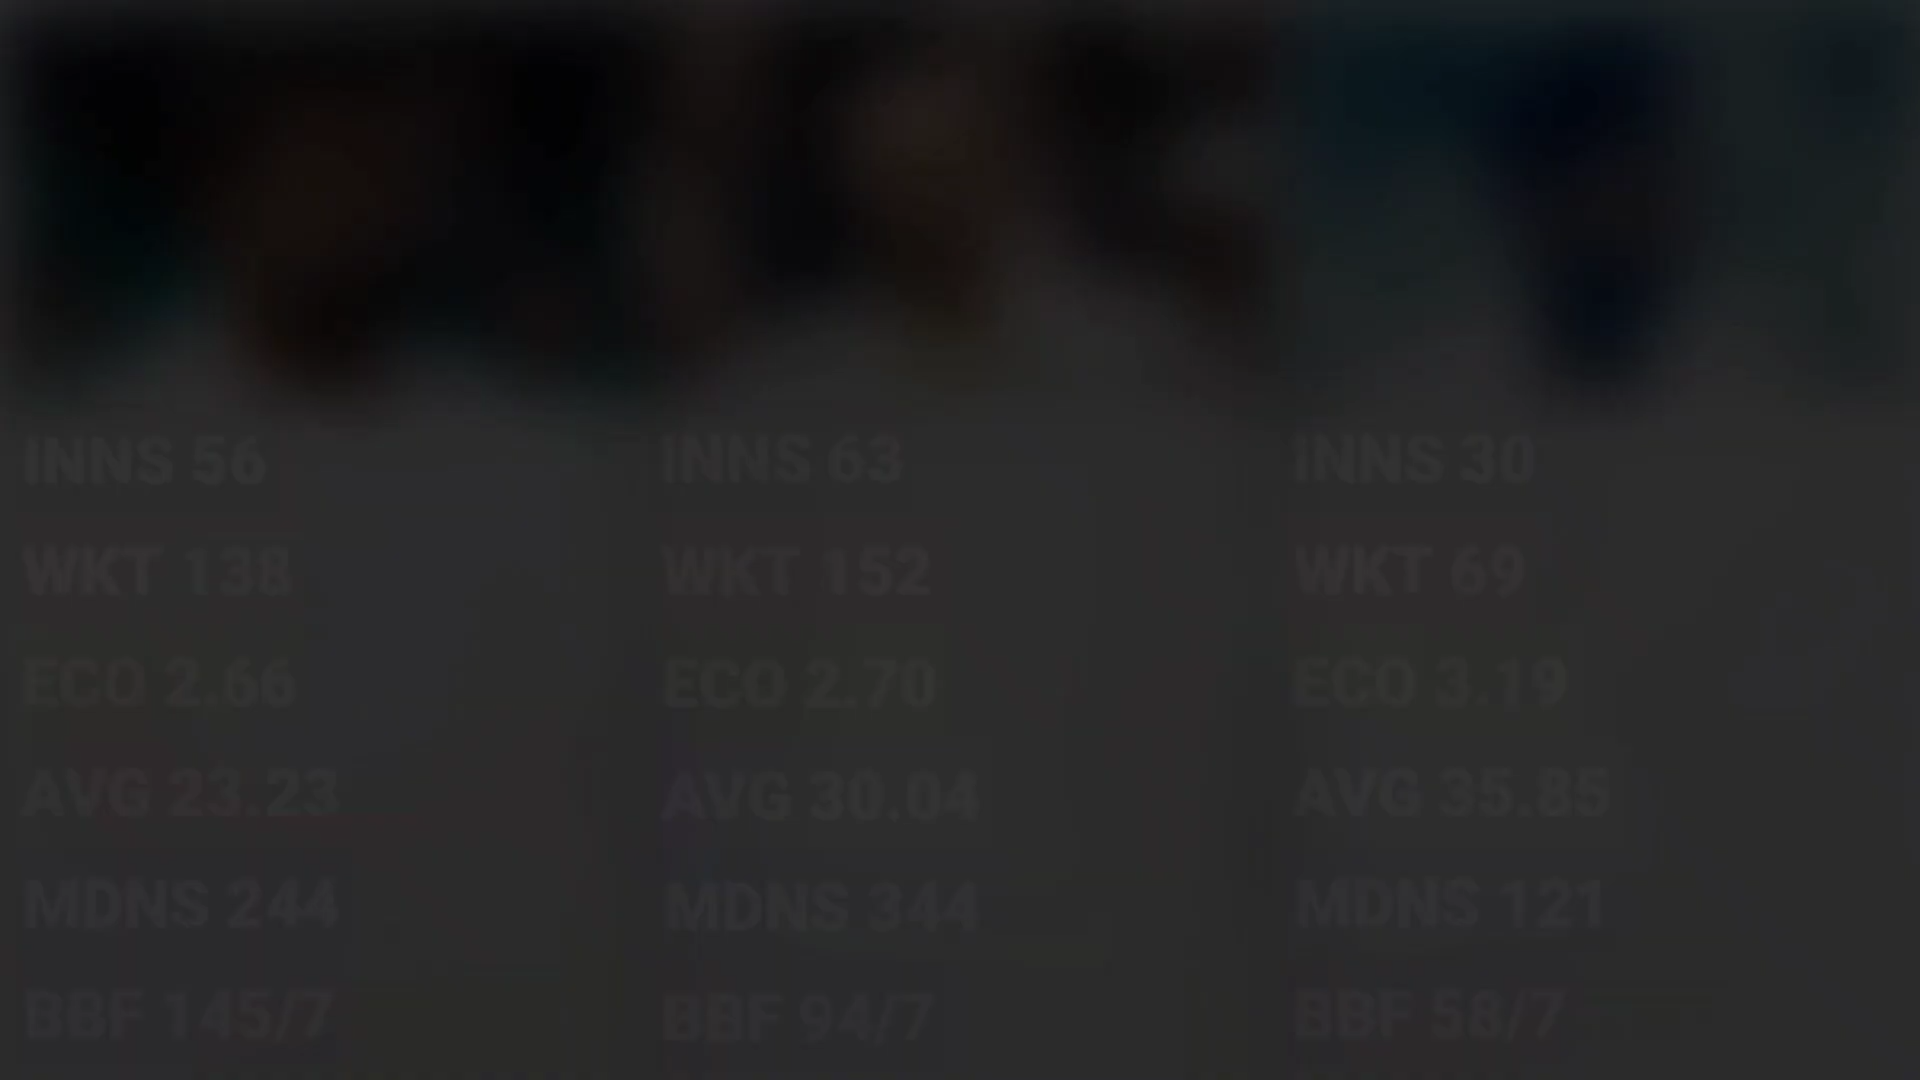 INNS 56
WKT 138
ECO 2.66
AVG 23.23
MDNS 244
BBF 145/7
INNS 63
WKT 152
ECO 2.70
AVG 30.04
MDNS 344
BBF 94/7
INNS 30
WKT 69
ECO 3.19
AVG 35.85
MDNS 121
BBF 58/7